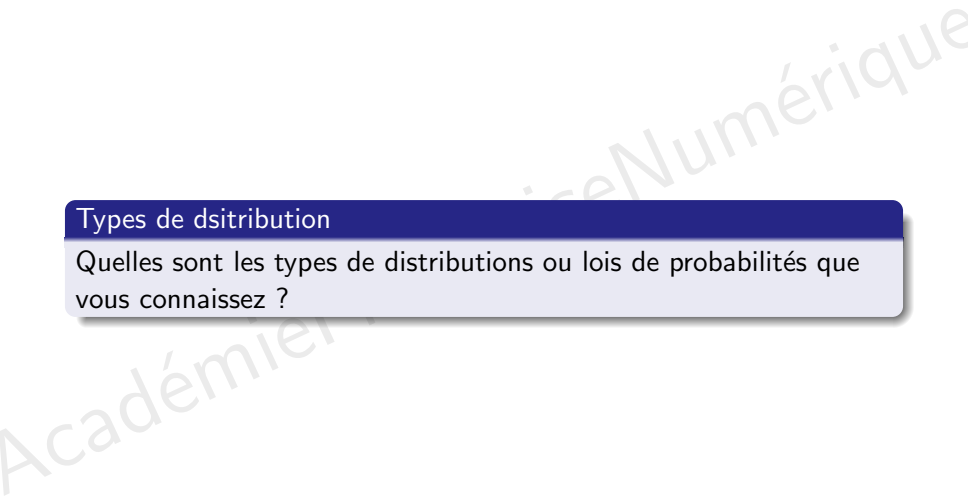 Types de dsitribution
Quelles sont les types de distributions ou lois de probabilités que
vous connaissez ?